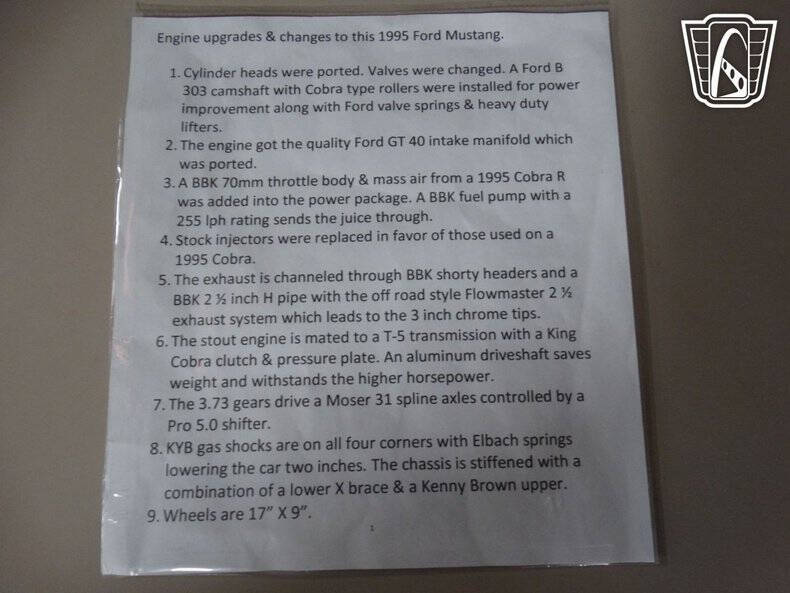 Engine upgrades & changes to this 1995 Ford Mustang.
1. Cylinder heads were ported. Valves were changed. A Ford B
303 camshaft with Cobra type rollers were installed for power
improvement along with Ford valve springs & heavy duty
lifters.
2. The engine got the quality Ford GT 40 intake manifold which
was ported.
3. A BBK 70mm throttle body & mass air from a 1995 Cobra R
was added into the power package. A BBK fuel pump with a
255 lph rating sends the juice through.
4. Stock injectors were replaced in favor of those used on a
1995 Cobra.
5. The exhaust is channeled through BBK shorty headers and a
BBK 2 ½ inch H pipe with the off road style Flowmaster 2 ½
exhaust system which leads to the 3 inch chrome tips.
6. The stout engine is mated to a T-5 transmission with a King
Cobra clutch & pressure plate. An aluminum driveshaft saves
weight and withstands the higher horsepower.
7. The 3.73 gears drive a Moser 31 spline axles controlled by a
Pro 5.0 shifter.
8. KYB gas shocks are on all four corners with Elbach springs
lowering the car two inches. The chassis is stiffened with a
combination of a lower X brace & a Kenny Brown upper.
9. Wheels are 17” X 9”.
1